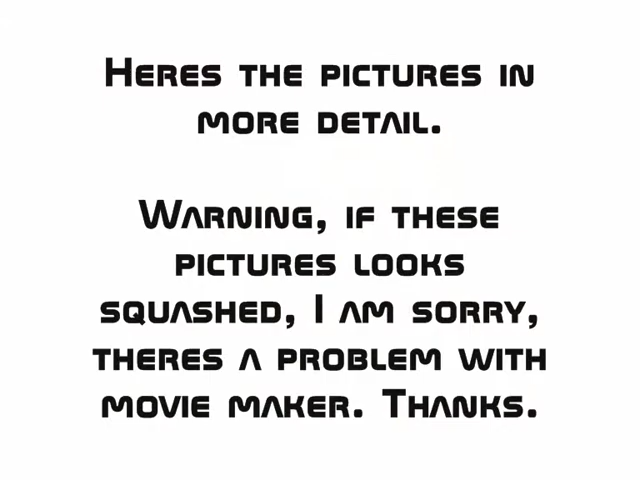 Heres the pictures in
more detail.
Warning, if these
pictures looks
squashed, I am sorry,
theres a problem with
movie maker. Thanks.